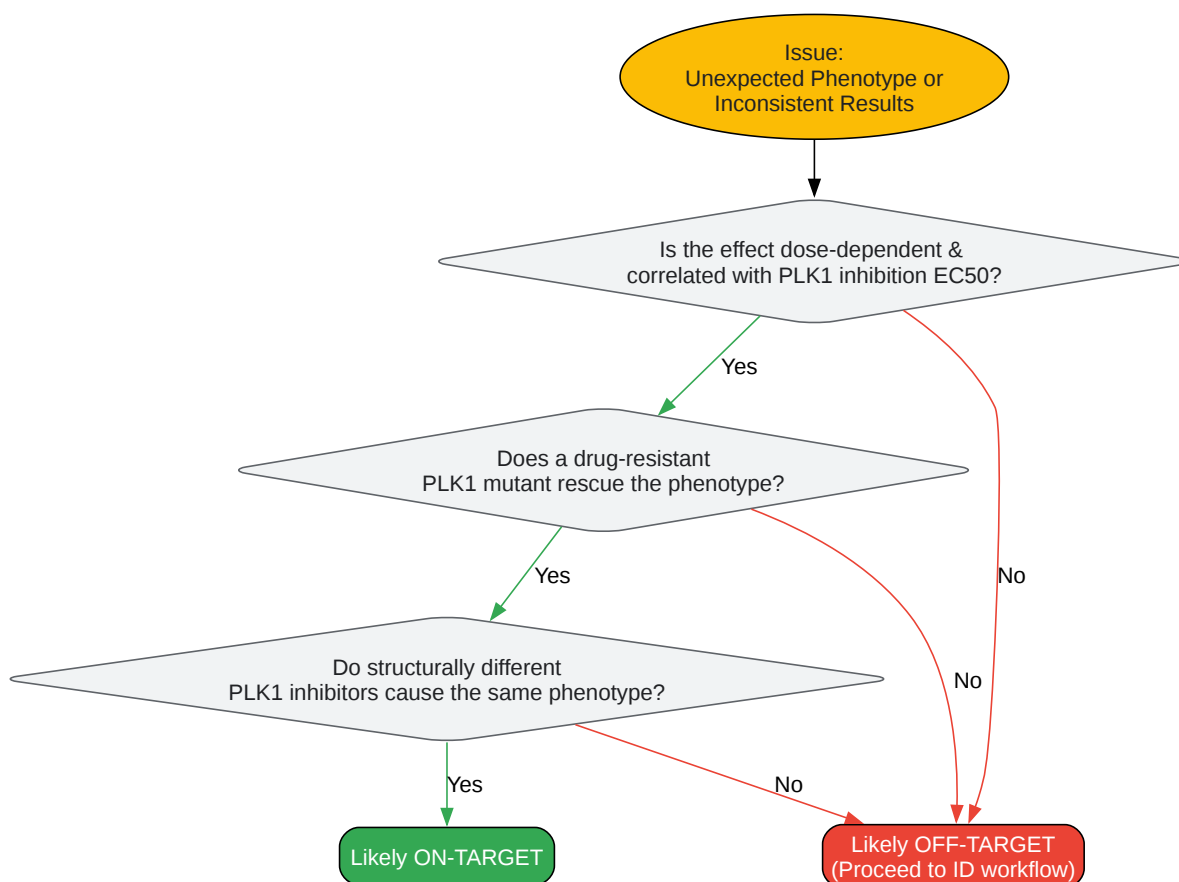 Issue:
Unexpected Phenotype or
Inconsistent Results
Is the effect dose-dependent &
correlated with PLK1 inhibition EC50?
Yes
No
Does a drug-resistant
PLK1 mutant rescue the phenotype?
Yes
No
Do structurally different
PLK1 inhibitors cause the same phenotype?
Yes
No
Likely ON-TARGET
Likely OFF-TARGET
(Proceed to ID workflow)